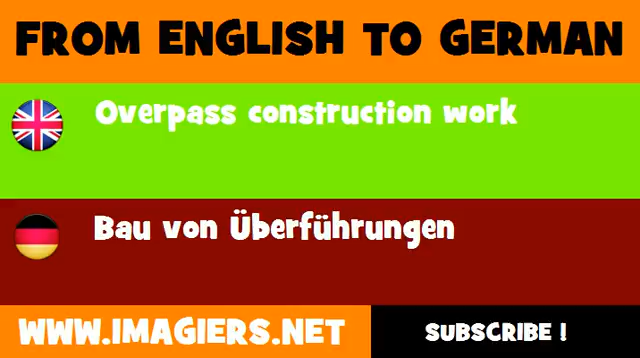 FROM ENGLISH TO GERMAN
Overpass construction work
Bau von Überführungen
WWW.IMAGIERS.NET
SUBSCRIBE !